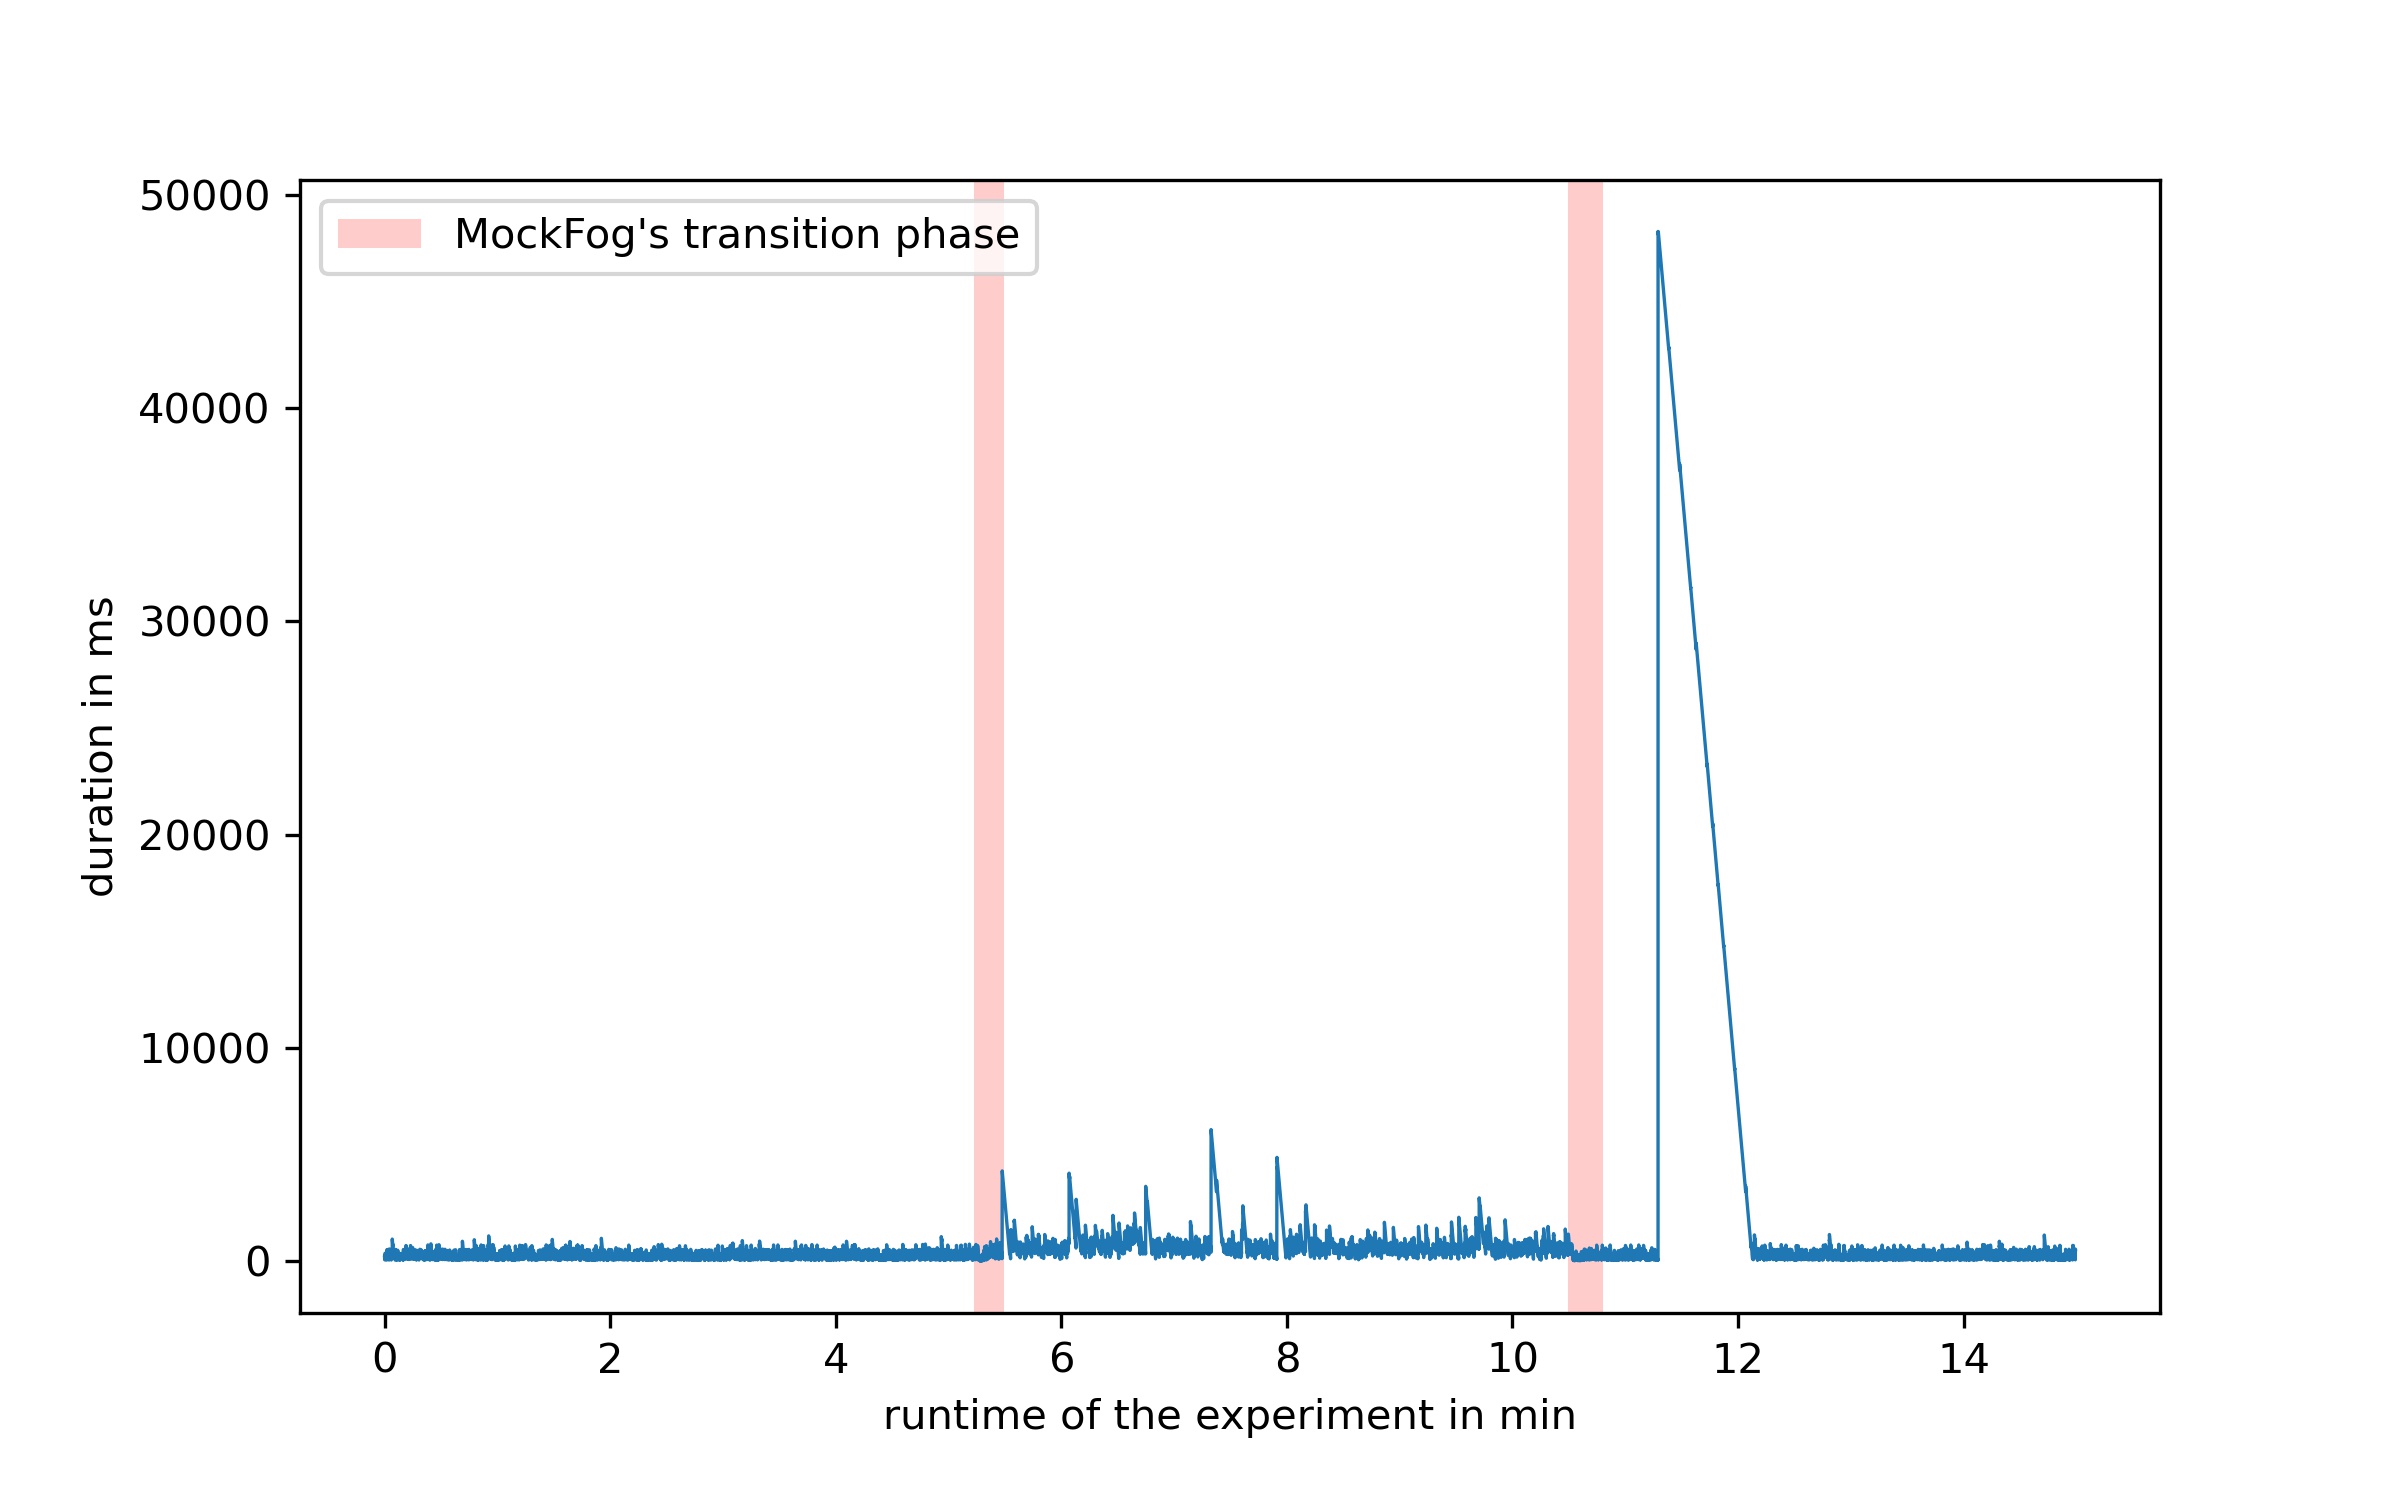 50000
MockFog's transition phase
40000
30000
duration in ms
20000
10000
0
0 2 4 6 8 10 12 14
runtime of the experiment in min